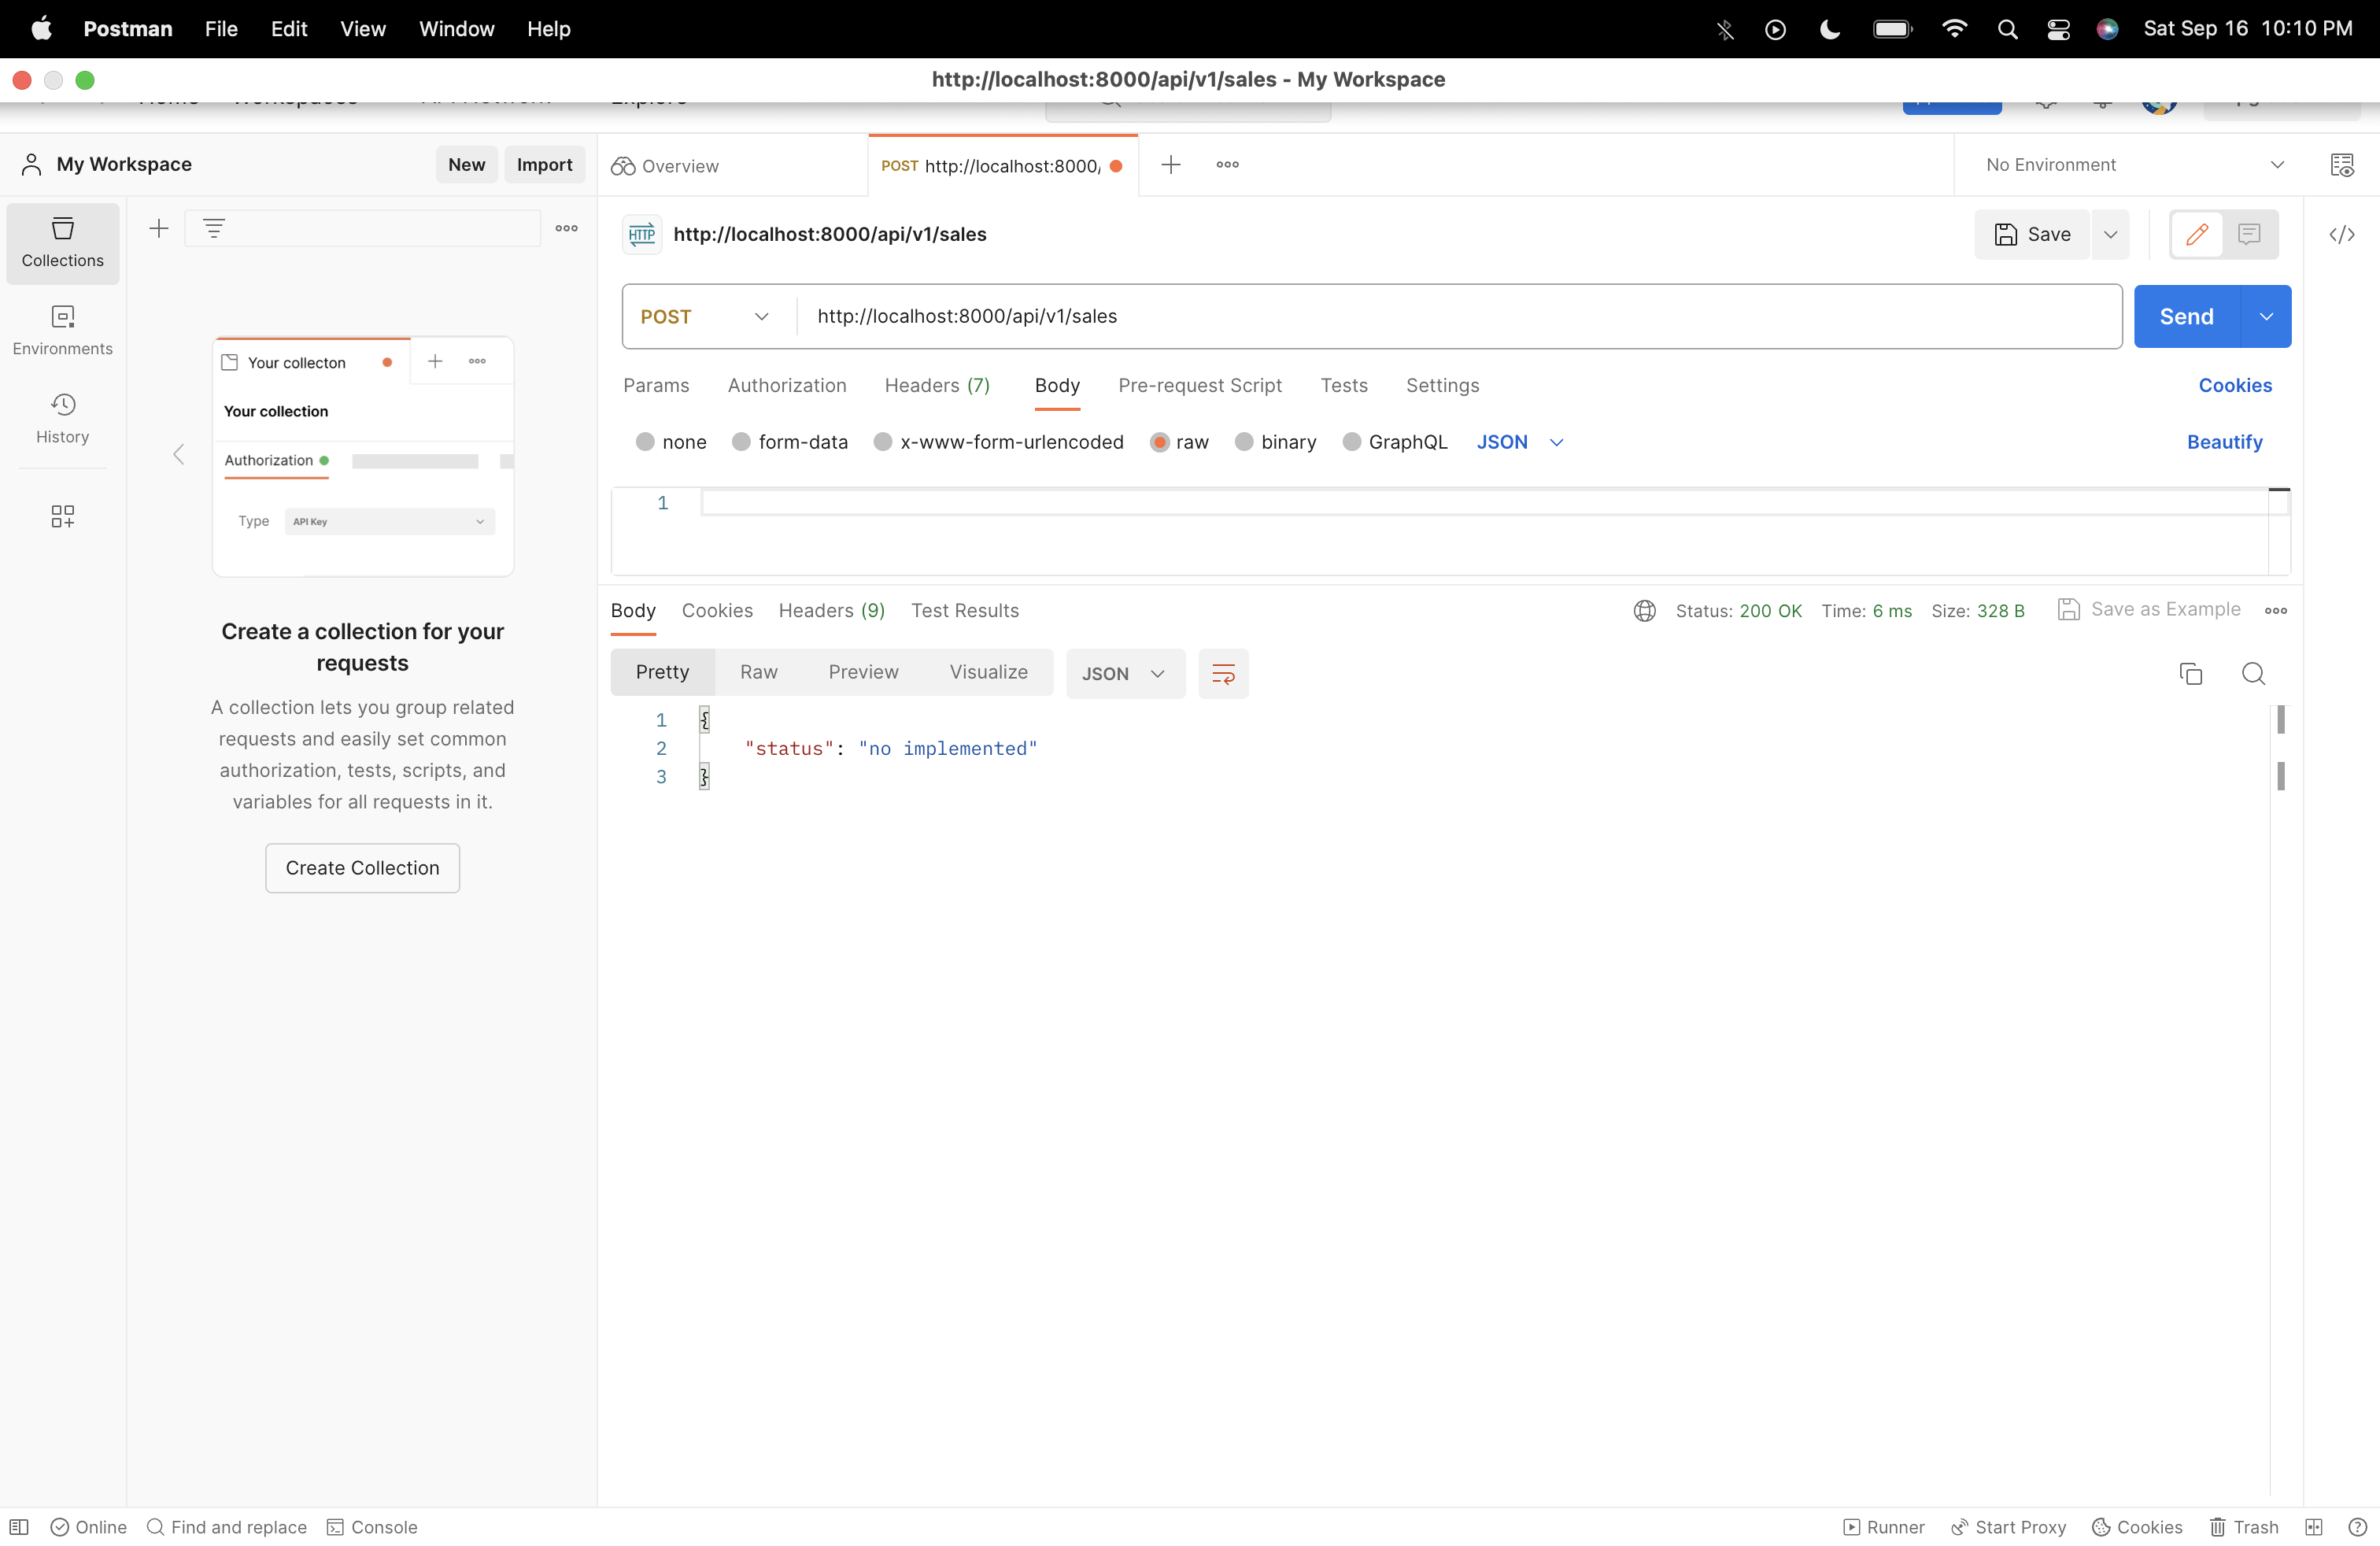 Postman File Edit View Window Help Sat Sep 16 10:10 PM
http://localhost:8000/api/v1/sales - My Workspace
My Workspace New Import Overview POST http://localhost:8000/ No Environment
Collections
Environments
History
Your collecton
Your collection
Authorization
Type API Key
Create a collection for your
requests
A collection lets you group related
requests and easily set common
authorization, tests, scripts, and
variables for all requests in it.
Create Collection
HTTP http://localhost:8000/api/v1/sales Save
POST http://localhost:8000/api/v1/sales Send
Params Authorization Headers (7) Body Pre-request Script Tests Settings Cookies
none form-data x-www-form-urlencoded raw binary GraphQL JSON Beautify
1
Body Cookies Headers (9) Test Results Status: 200 OK Time: 6 ms Size: 328 B Save as Example
Pretty Raw Preview Visualize JSON
1 {
2 "status": "no implemented"
3 }
Online Find and replace Console Runner Start Proxy Cookies Trash